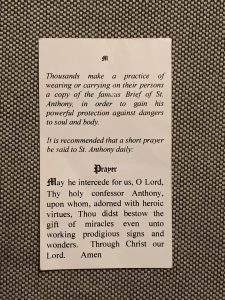 M
Thousands make a practice of
wearing or carrying on their persons
a copy of the famous Brief of St.
Anthony, in order to gain his
powerful protection against dangers
to soul and body.
It is recommended that a short prayer
be said to St. Anthony daily:
Prayer
May he intercede for us, O Lord,
Thy holy confessor Anthony,
upon whom, adorned with heroic
virtues, Thou didst bestow the
gift of miracles even unto
working prodigious signs and
wonders. Through Christ our
Lord. Amen